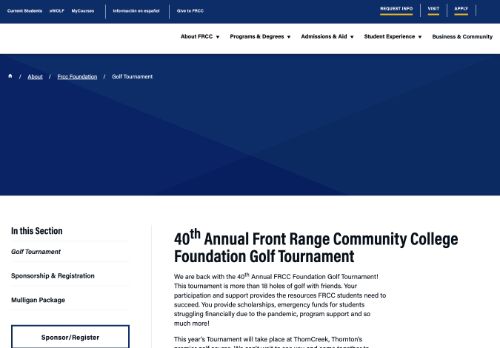 Current Students eWOLF MyCourses Información en español Give to FRCC REQUEST INFO VISIT APPLY
About FRCC ▼ Programs & Degrees ▼ Admissions & Aid ▼ Student Experience ▼ Business & Community
/ About / Frcc Foundation / Golf Tournament
In this Section
Golf Tournament
Sponsorship & Registration
Mulligan Package
Sponsor/Register
40th Annual Front Range Community College
Foundation Golf Tournament
We are back with the 40th Annual FRCC Foundation Golf Tournament!
This tournament is more than 18 holes of golf with friends. Your
participation and support provides the resources FRCC students need to
succeed. You provide scholarships, emergency funds for students
struggling financially due to the pandemic, program support and so
much more!
This year's Tournament will take place at ThornCreek, Thornton's